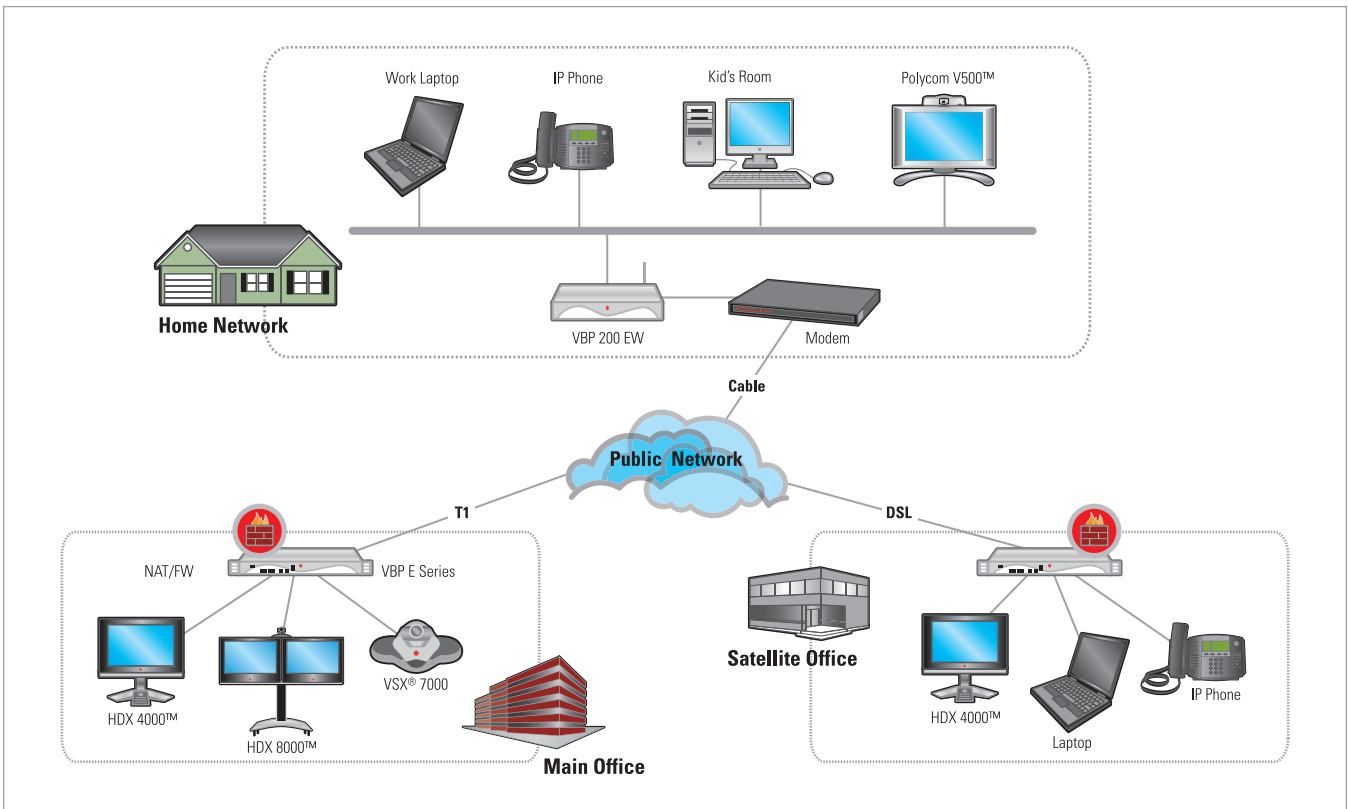 Work Laptop
IP Phone
Kid's Room
Polycom V500™
Home Network
VBP 200 EW
Modem
Cable
Public Network
T1
DSL
NAT/FW
VBP E Series
HDX 4000™
HDX 8000™
VSX® 7000
Main Office
Satellite Office
HDX 4000™
Laptop
IP Phone